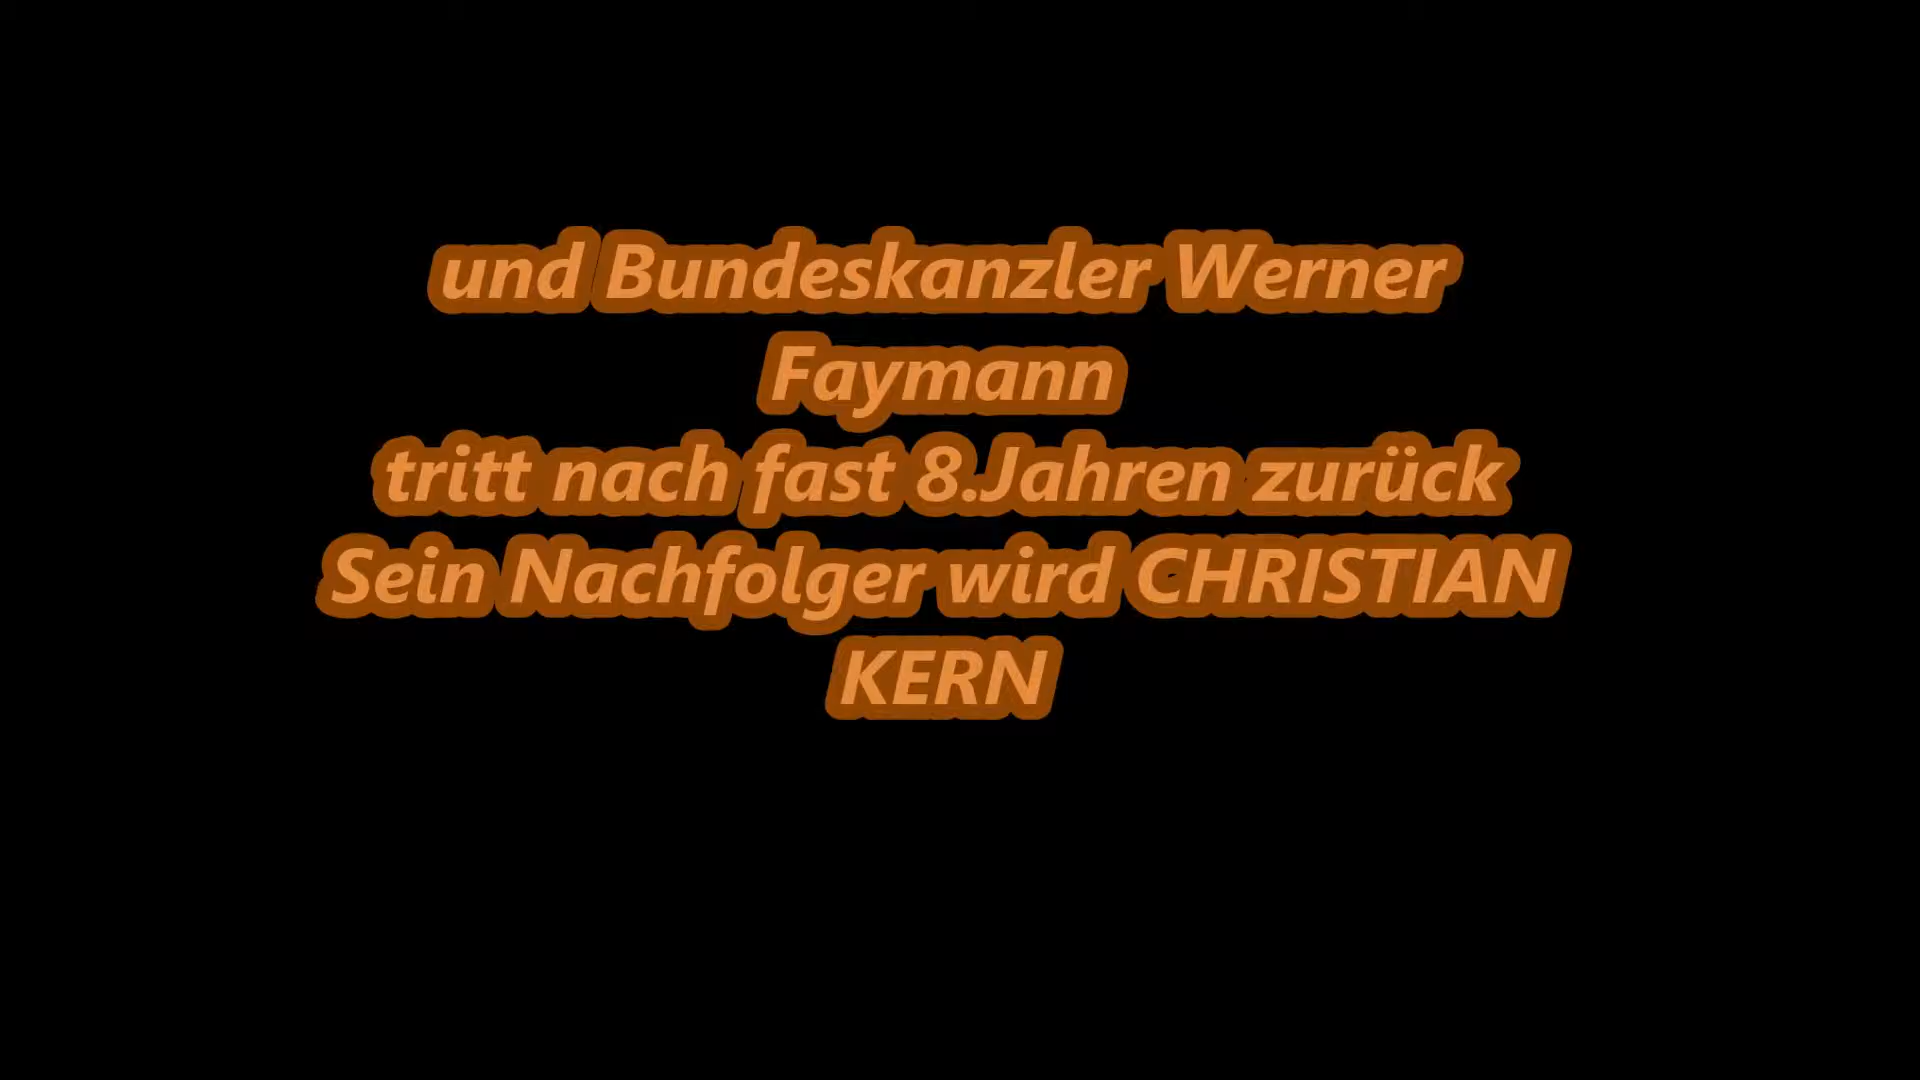 und Bundeskanzler Werner
Faymann
tritt nach fast 8.Jahren zurück
Sein Nachfolger wird CHRISTIAN
KERN